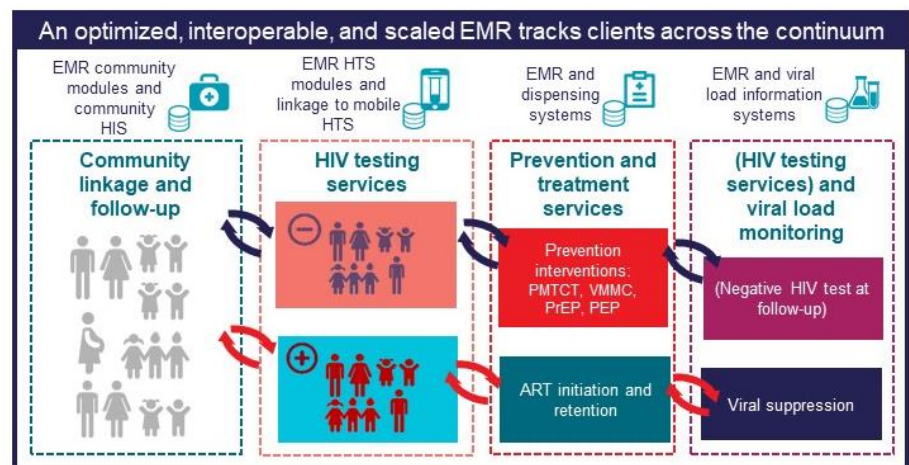 An optimized, interoperable, and scaled EMR tracks clients across the continuum
EMR community
modules and
community
HIS
EMR HTS
modules and
linkage to mobile
HTS
EMR and
dispensing
systems
EMR and viral
load information
systems
Community
linkage and
follow-up
HIV testing
services
Prevention and
treatment
services
(HIV testing
services) and
viral load
monitoring
Prevention
interventions:
PMTCT, VMMC,
PrEP, PEP
(Negative HIV test at
follow-up)
ART initiation and
retention
Viral suppression